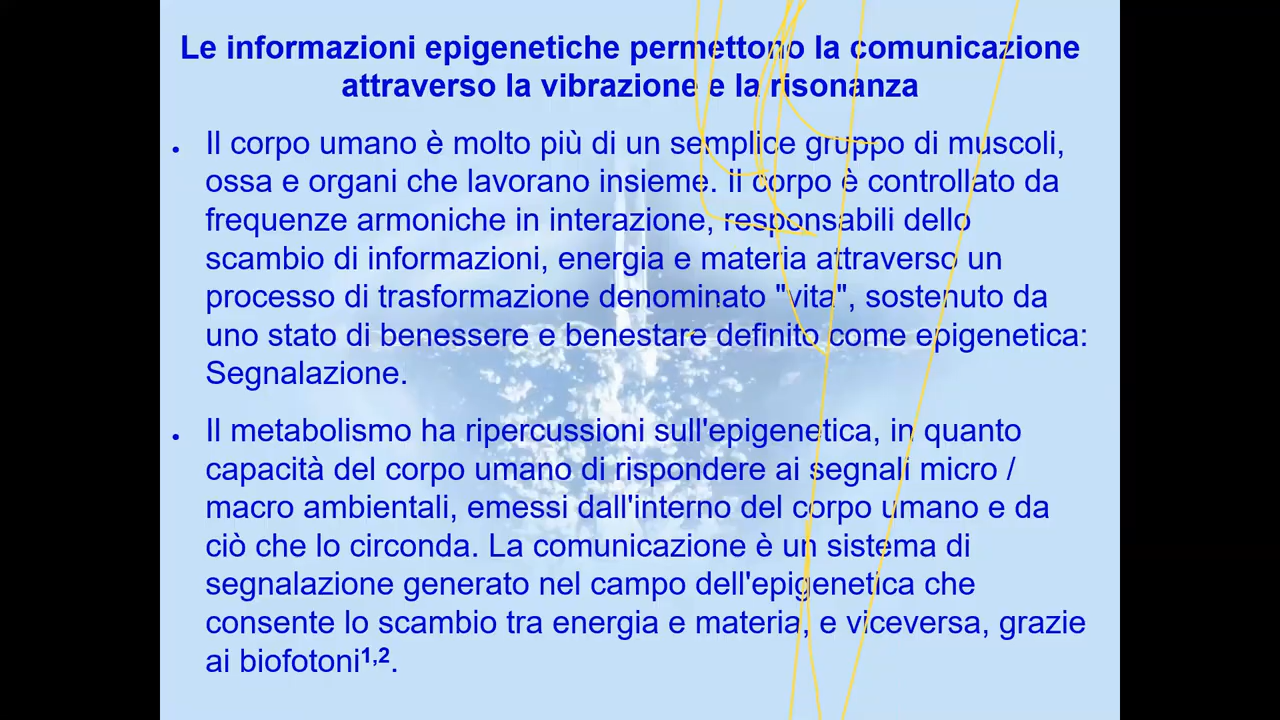 Le informazioni epigenetiche permettono la comunicazione
attraverso la vibrazione e la risonanza
• Il corpo umano è molto più di un semplice gruppo di muscoli,
ossa e organi che lavorano insieme. Il corpo è controllato da
frequenze armoniche in interazione, responsabili dello
scambio di informazioni, energia e materia attraverso un
processo di trasformazione denominato "vita", sostenuto da
uno stato di benessere e benestare definito come epigenetica:
Segnalazione.
• Il metabolismo ha ripercussioni sull'epigenetica, in quanto
capacità del corpo umano di rispondere ai segnali micro /
macro ambientali, emessi dall'interno del corpo umano e da
ciò che lo circonda. La comunicazione è un sistema di
segnalazione generato nel campo dell'epigenetica che
consente lo scambio tra energia e materia, e viceversa, grazie
ai biofotoni¹,².